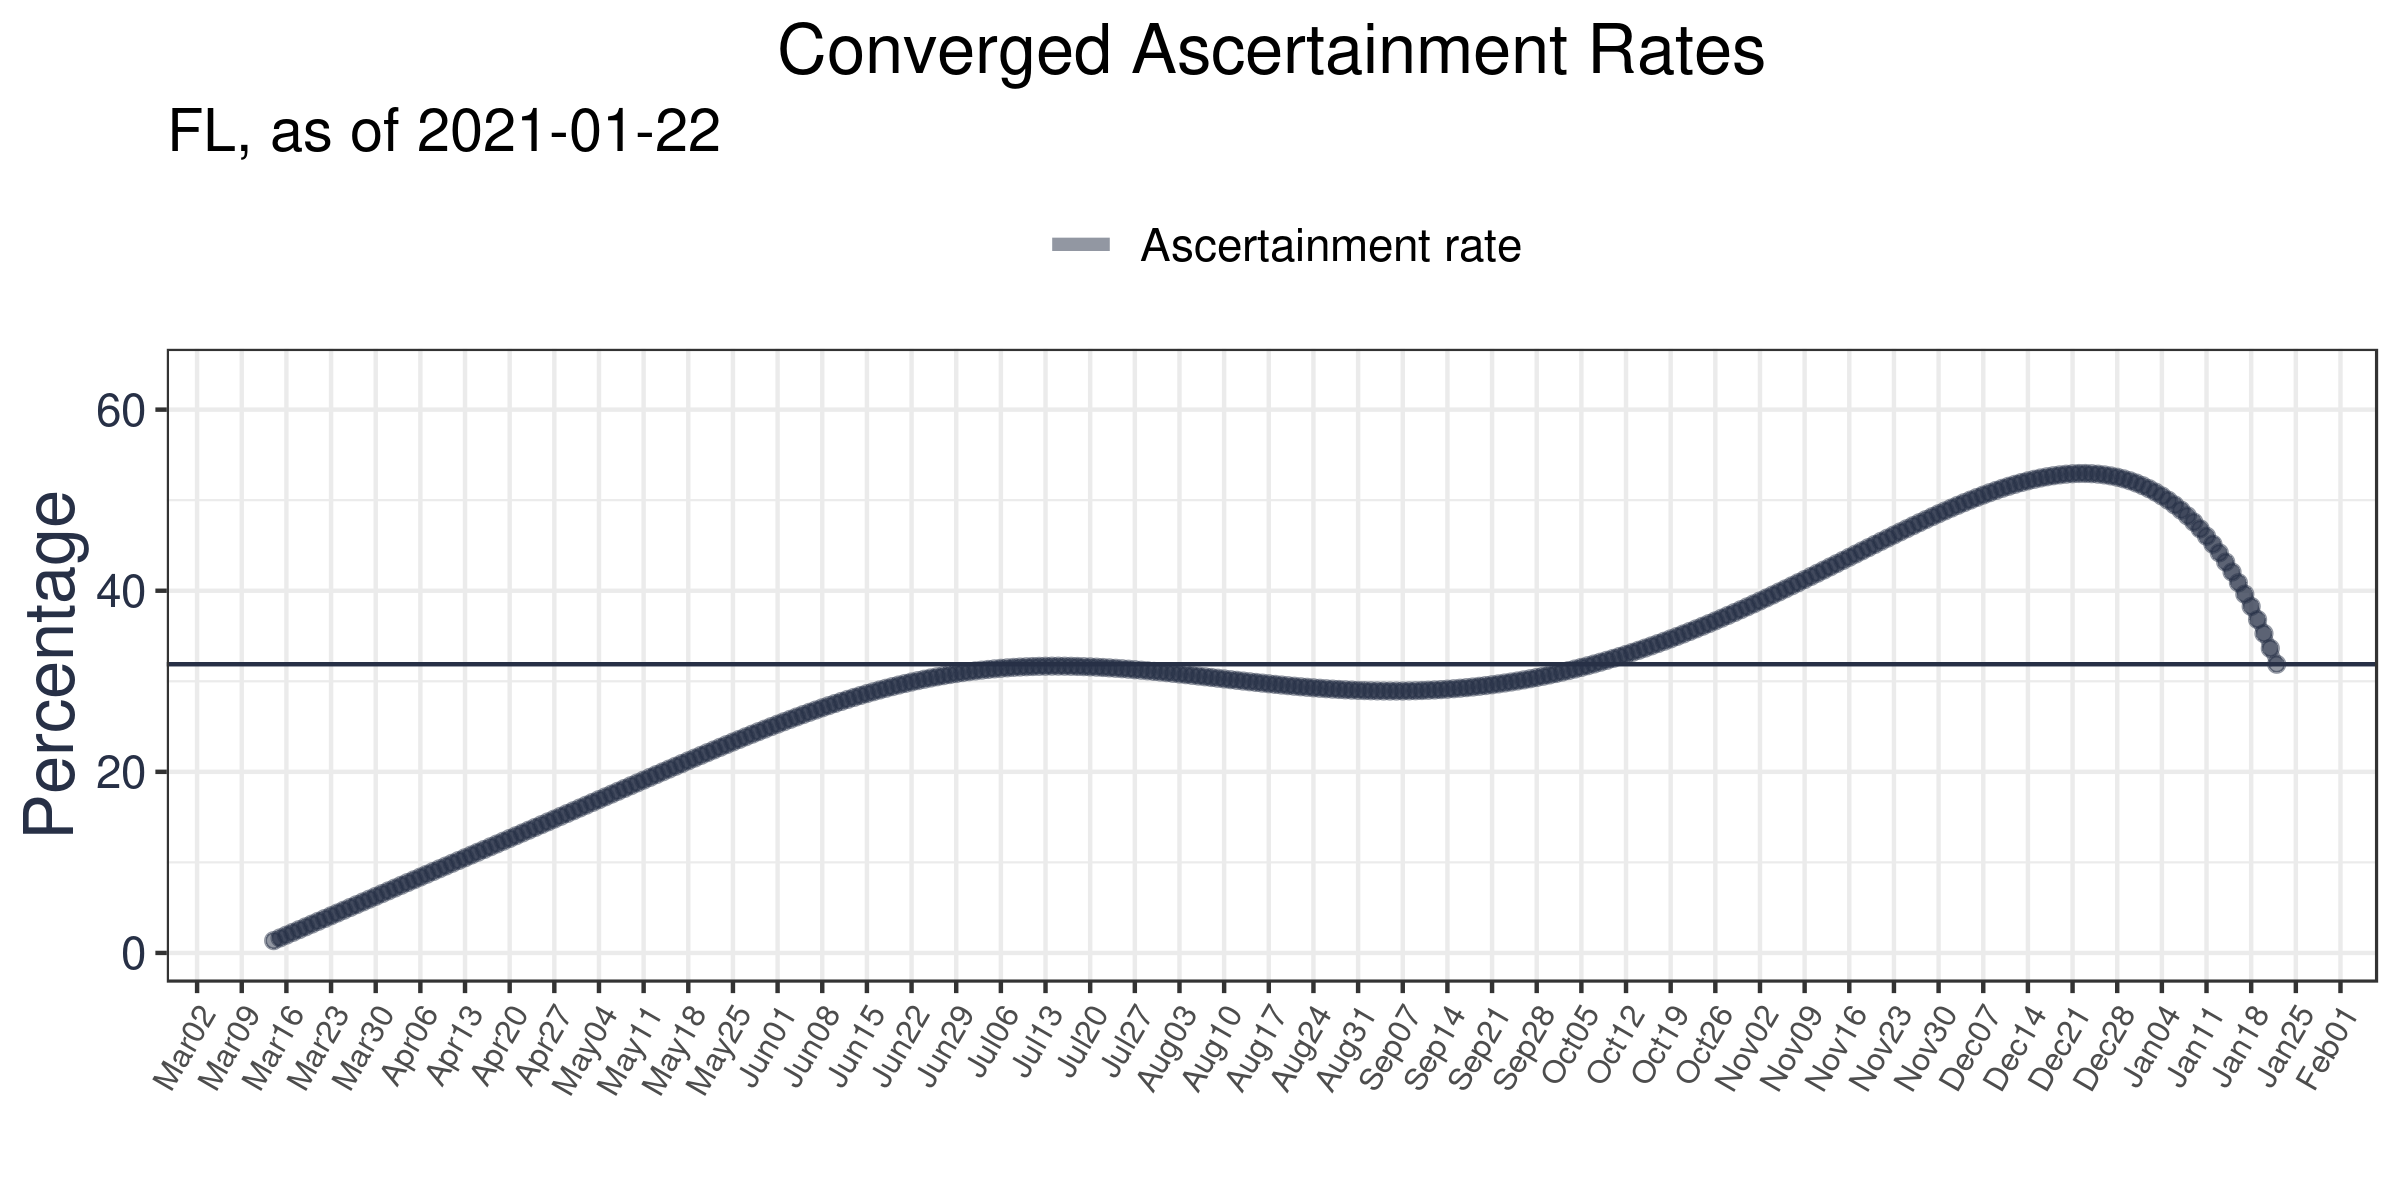 Converged Ascertainment Rates
FL, as of 2021-01-22
Ascertainment rate
Percentage
60
40
20
0
Mar02 Mar09 Mar16 Mar23 Mar30 Apr06 Apr13 Apr20 Apr27 May04 May11 May18 May25 Jun01 Jun08 Jun15 Jun22 Jun29 Jul06 Jul13 Jul20 Jul27 Aug03 Aug10 Aug17 Aug24 Aug31 Sep07 Sep14 Sep21 Sep28 Oct05 Oct12 Oct19 Oct26 Nov02 Nov09 Nov16 Nov23 Nov30 Dec07 Dec14 Dec21 Dec28 Jan04 Jan11 Jan18 Jan25 Feb01